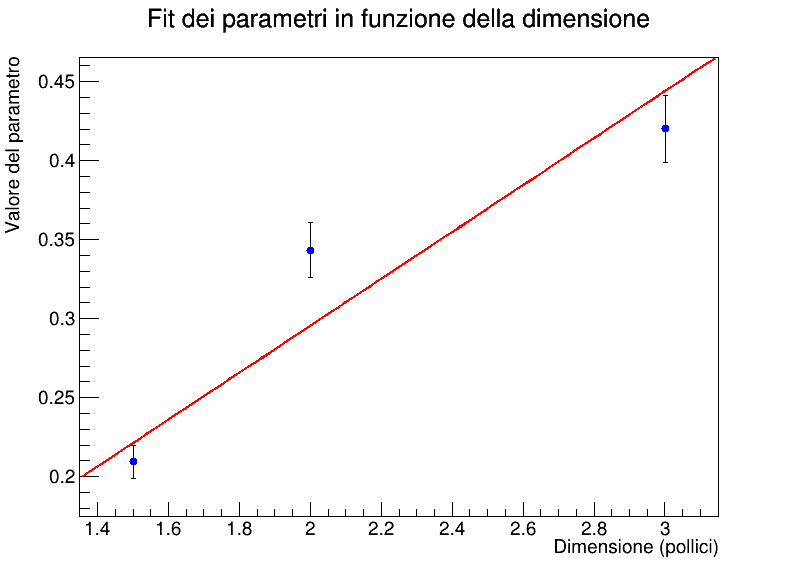 Fit dei parametri in funzione della dimensione
Valore del parametro
0.45
0.4
0.35
0.3
0.25
0.2
1.4 1.6 1.8 2 2.2 2.4 2.6 2.8 3
Dimensione (pollici)